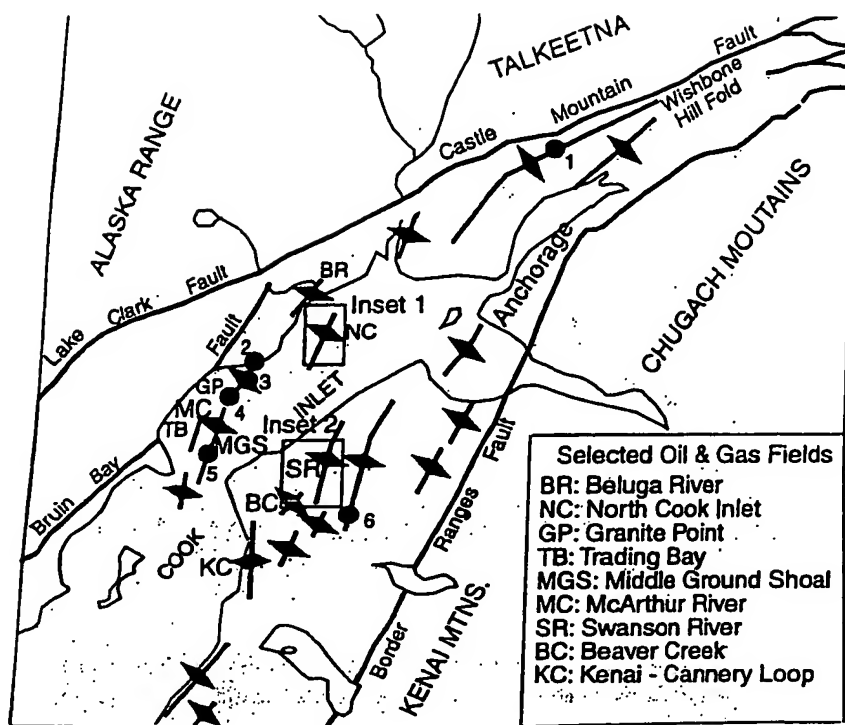 TALKEETNA
ALASKA RANGE
Castle Mountain Fault
Wishbone
Hill Fold
1
CHUGACH MOUTAINS
Anchorage
Lake Clark Fault
BR
Inset 1
NC
Fault
2
3
GP
4
INLET
MC
TB
Inset 2
MGS
SR
5
Bruin Bay
BC
6
COOK
KC
Border Ranges Fault
KENAI MTNS.
Selected Oil & Gas Fields
BR: Beluga River
NC: North Cook Inlet
GP: Granite Point
TB: Trading Bay
MGS: Middle Ground Shoal
MC: McArthur River
SR: Swanson River
BC: Beaver Creek
KC: Kenai - Cannery Loop